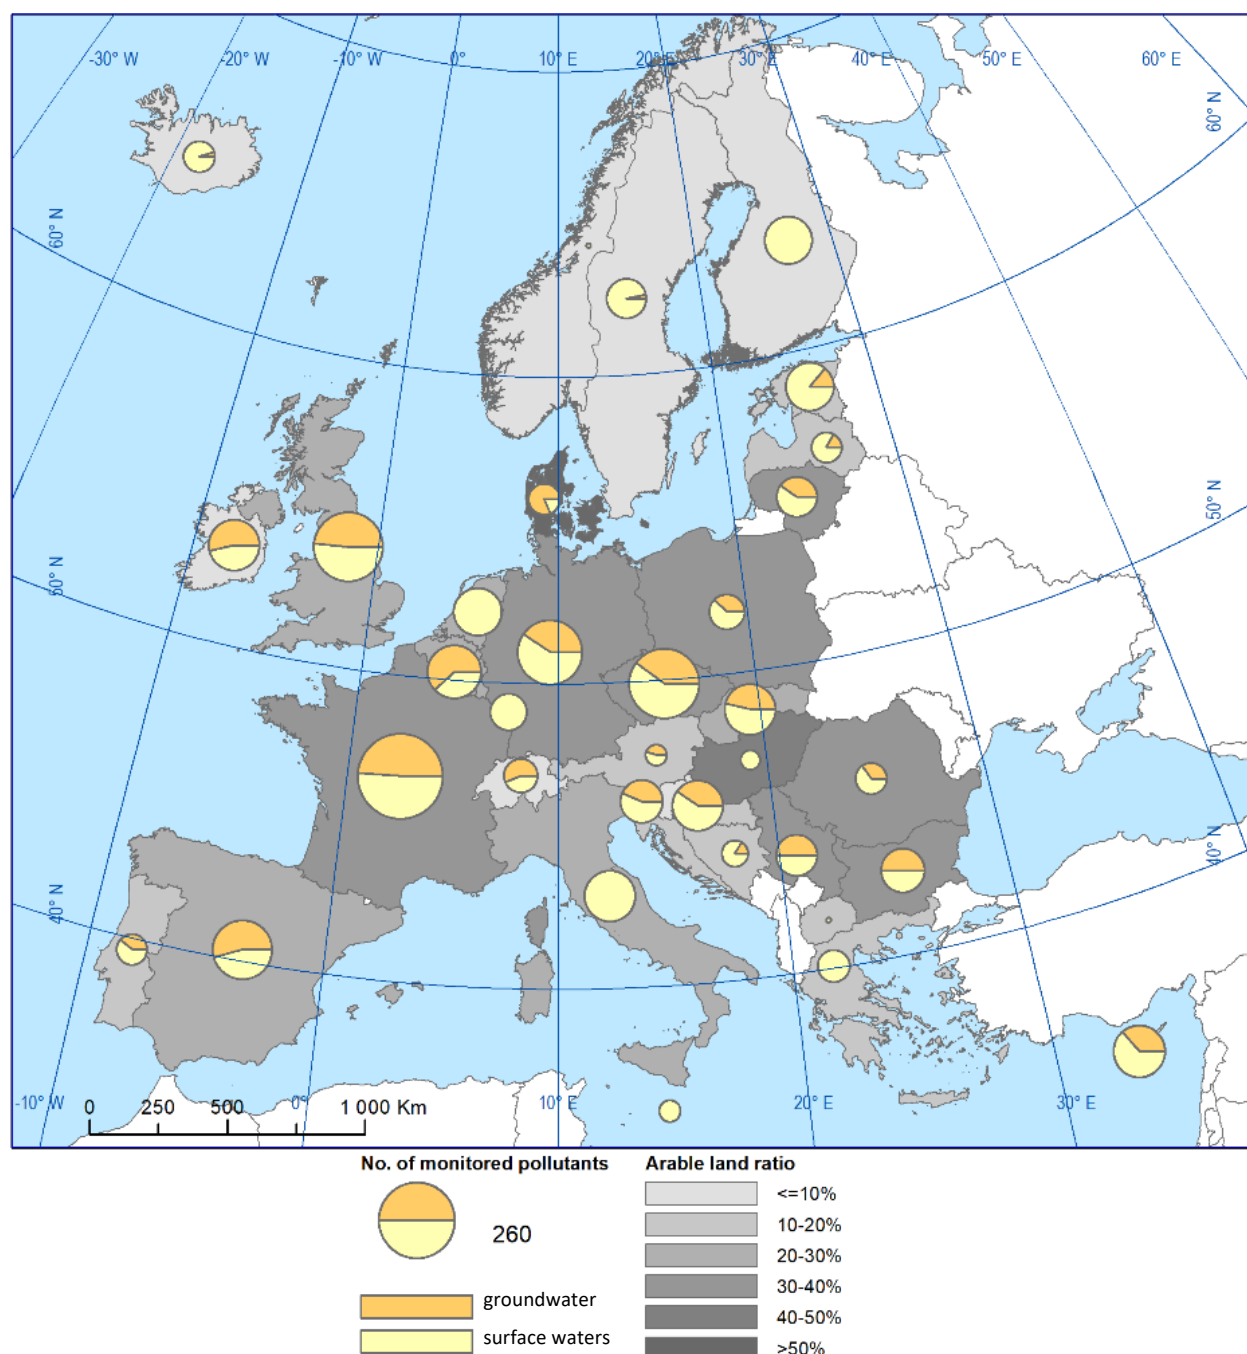 -30° W -20° W -10° W 0° 10° E 20° E 30° E 40° E 50° E 60° E
60° N
60° N
50° N
50° N
40° N
40° N
-10° W 0° 10° E 20° E 30° E
0 250 500 1 000 Km
No. of monitored pollutants
260
groundwater
surface waters
Arable land ratio
<=10%
10-20%
20-30%
30-40%
40-50%
>50%